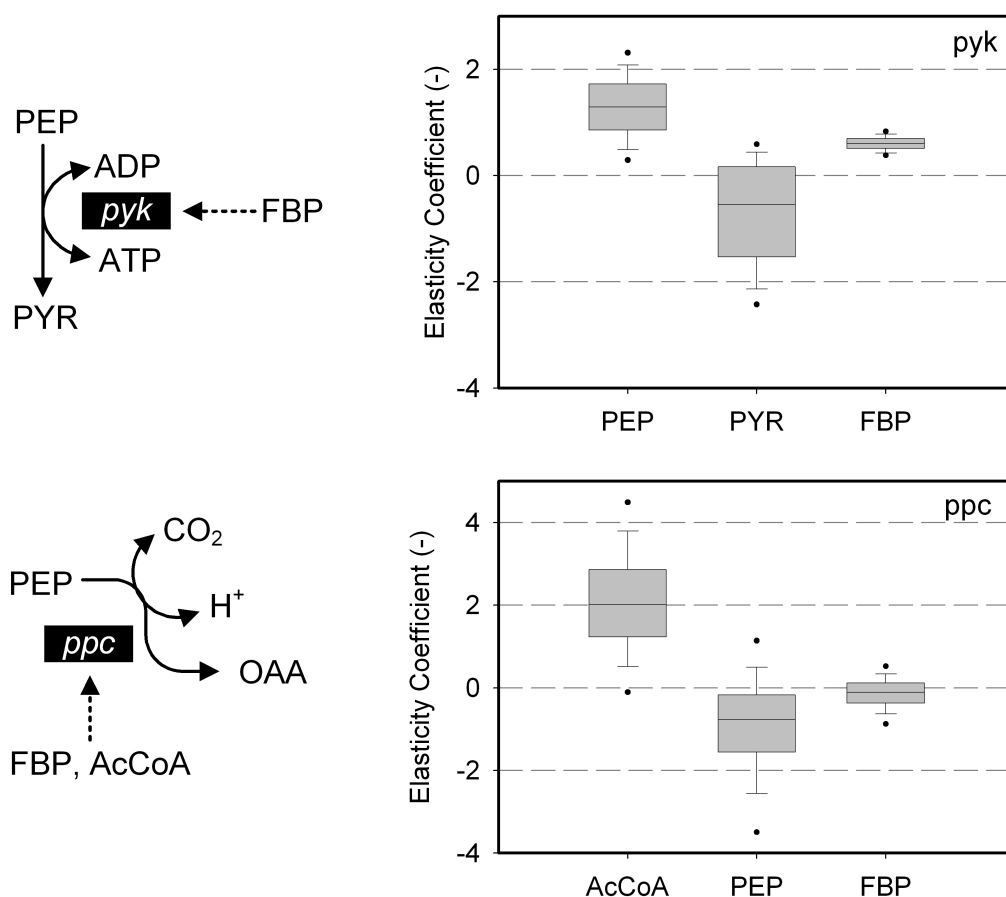 PEP
ADP
pyk
FBP
ATP
PYR
pyk
Elasticity Coefficient (-)
2
0
-2
-4
PEP PYR FBP
CO2
PEP
H+
ppc
OAA
FBP, AcCoA
ppc
Elasticity Coefficient (-)
4
2
0
-2
-4
AcCoA PEP FBP